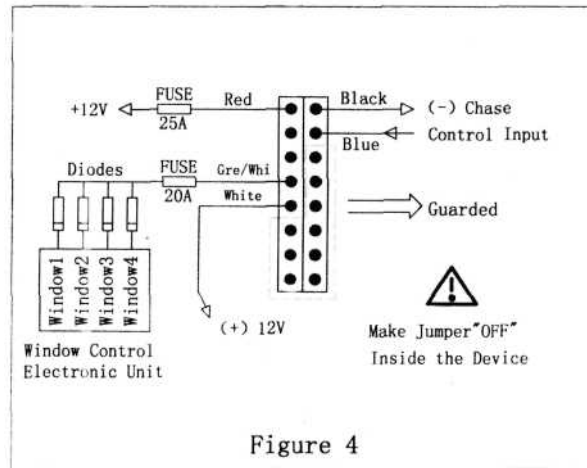 FUSE
Red
Black
+12V
25A
(-) Chase
Blue
Control Input
Diodes
FUSE
Gre/Whi
20A
White
Guarded
Window1
Window2
Window3
Window4
(+) 12V
Window Control
Electronic Unit
Make Jumper"OFF"
Inside the Device
Figure 4